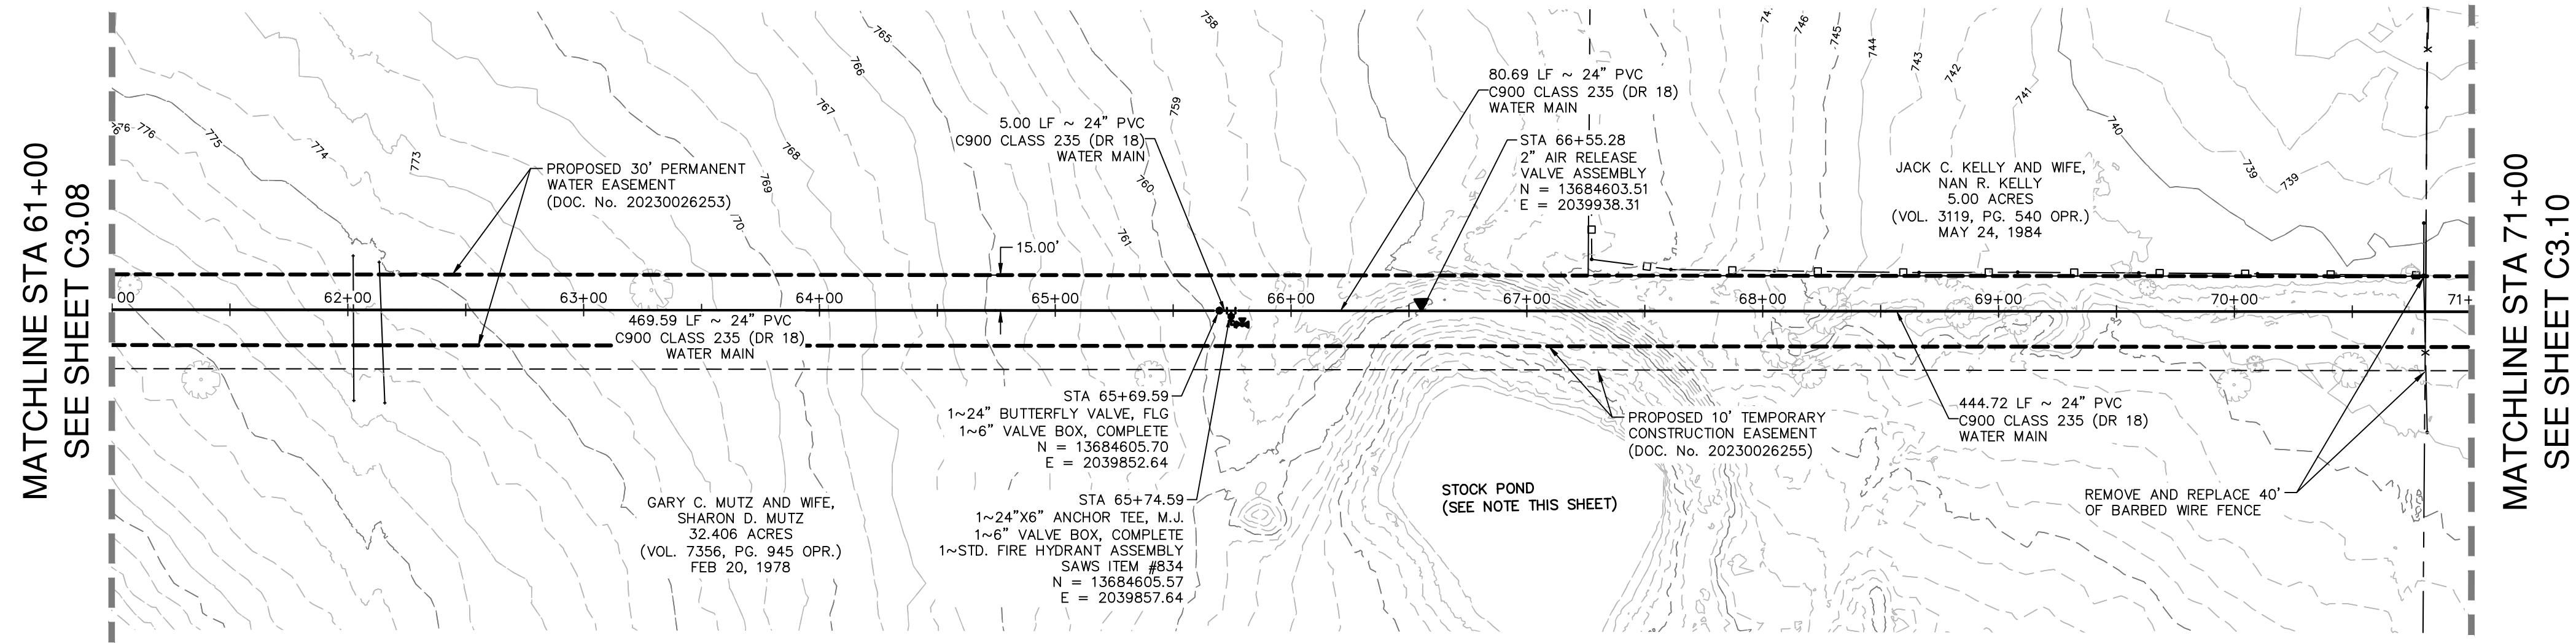 MATCHLINE STA 61+00
SEE SHEET C3.08
776
775
774
773
765
766
767
768
769
758
759
760
761
746
745
744
743
742
741
740
739
739
PROPOSED 30' PERMANENT
WATER EASEMENT
(DOC. No. 20230026253)
5.00 LF ~ 24" PVC
C900 CLASS 235 (DR 18)
WATER MAIN
15.00'
80.69 LF ~ 24" PVC
C900 CLASS 235 (DR 18)
WATER MAIN
STA 66+55.28
2" AIR RELEASE
VALVE ASSEMBLY
N = 13684603.51
E = 2039938.31
JACK C. KELLY AND WIFE,
NAN R. KELLY
5.00 ACRES
(VOL. 3119, PG. 540 OPR.)
MAY 24, 1984
00
62+00
63+00
64+00
65+00
66+00
67+00
68+00
69+00
70+00
71+
469.59 LF ~ 24" PVC
C900 CLASS 235 (DR 18)
WATER MAIN
STA 65+69.59
1~24" BUTTERFLY VALVE, FLG
1~6" VALVE BOX, COMPLETE
N = 13684605.70
E = 2039852.64
STA 65+74.59
1~24"X6" ANCHOR TEE, M.J.
1~6" VALVE BOX, COMPLETE
1~STD. FIRE HYDRANT ASSEMBLY
SAWS ITEM #834
N = 13684605.57
E = 2039857.64
GARY C. MUTZ AND WIFE,
SHARON D. MUTZ
32.406 ACRES
(VOL. 7356, PG. 945 OPR.)
FEB 20, 1978
STOCK POND
(SEE NOTE THIS SHEET)
PROPOSED 10' TEMPORARY
CONSTRUCTION EASEMENT
(DOC. No. 20230026255)
444.72 LF ~ 24" PVC
C900 CLASS 235 (DR 18)
WATER MAIN
REMOVE AND REPLACE 40'
OF BARBED WIRE FENCE
MATCHLINE STA 71+00
SEE SHEET C3.10